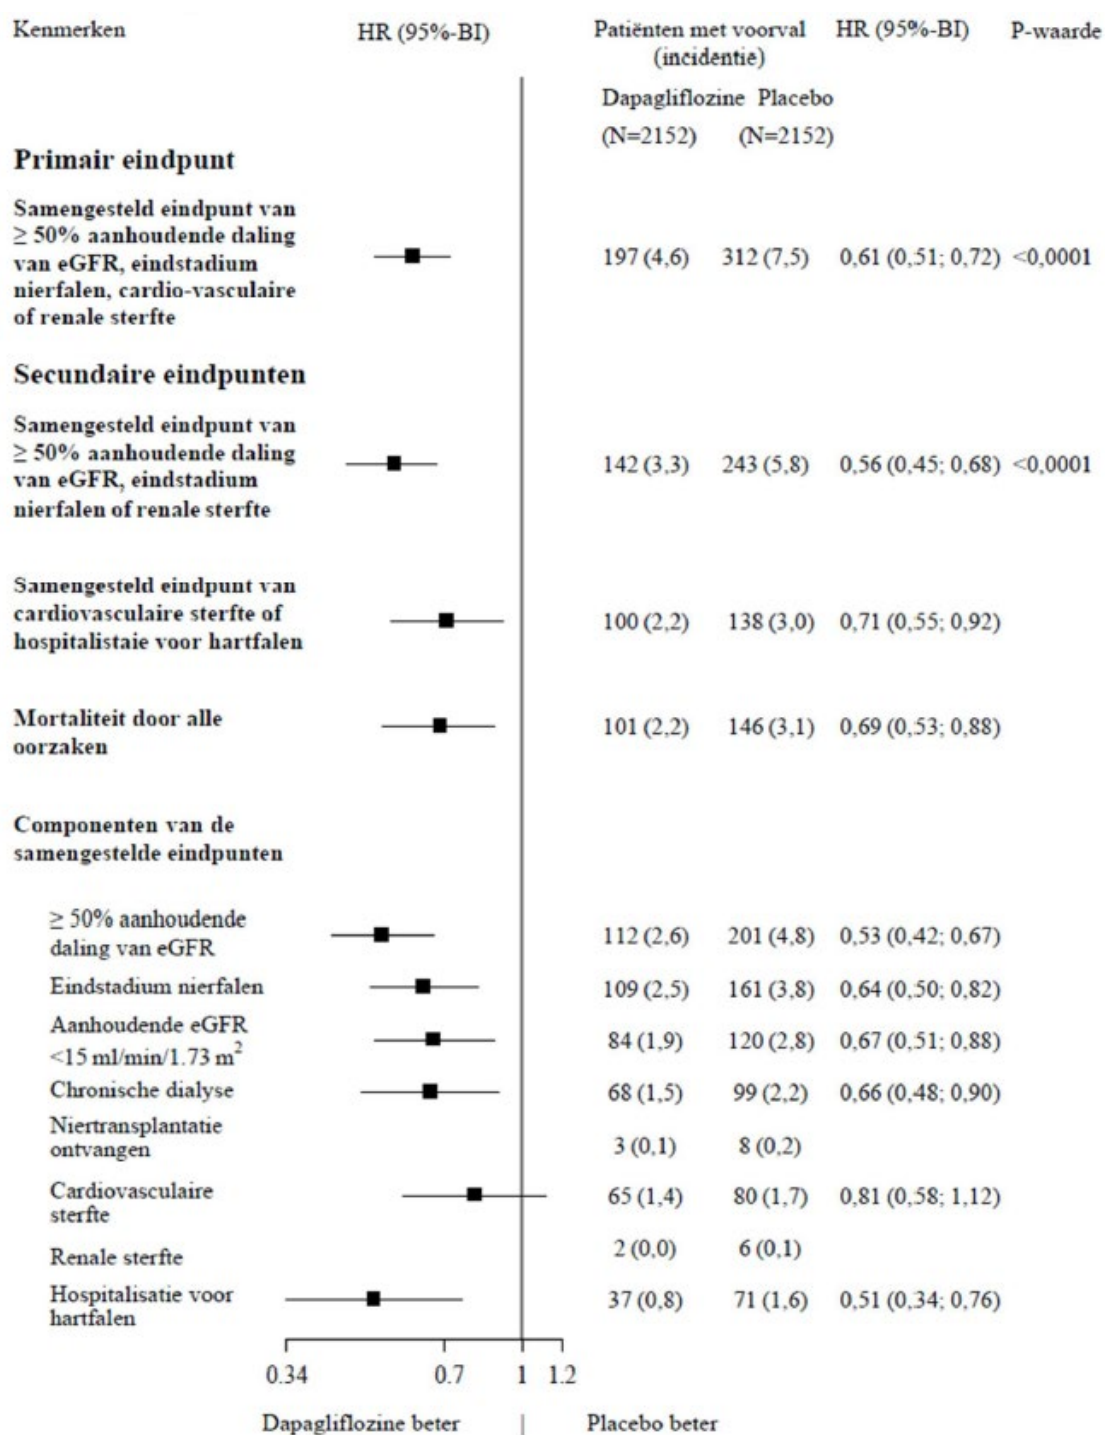 Kenmerken HR (95%-BI) Patiënten met voorval HR (95%-BI) P-waarde
(incidentie)
Dapagliflozine Placebo
(N=2152) (N=2152)
Primair eindpunt
Samengesteld eindpunt van
≥ 50% aanhoudende daling
van eGFR, eindstadium 197 (4,6) 312 (7,5) 0,61 (0,51; 0,72) <0,0001
nierfalen, cardio-vasculaire
of renale sterfte
Secundaire eindpunten
Samengesteld eindpunt van
≥ 50% aanhoudende daling
van eGFR, eindstadium 142 (3,3) 243 (5,8) 0,56 (0,45; 0,68) <0,0001
nierfalen of renale sterfte
Samengesteld eindpunt van
cardiovasculaire sterfte of 100 (2,2) 138 (3,0) 0,71 (0,55; 0,92)
hospitalistaie voor hartfalen
Mortaliteit door alle 101 (2,2) 146 (3,1) 0,69 (0,53; 0,88)
oorzaken
Componenten van de
samengestelde eindpunten
≥ 50% aanhoudende
daling van eGFR 112 (2,6) 201 (4,8) 0,53 (0,42; 0,67)
Eindstadium nierfalen 109 (2,5) 161 (3,8) 0,64 (0,50; 0,82)
Aanhoudende eGFR
<15 ml/min/1.73 m² 84 (1,9) 120 (2,8) 0,67 (0,51; 0,88)
Chronische dialyse 68 (1,5) 99 (2,2) 0,66 (0,48; 0,90)
Niertransplantatie
ontvangen 3 (0,1) 8 (0,2)
Cardiovasculaire 65 (1,4) 80 (1,7) 0,81 (0,58; 1,12)
sterfte
Renale sterfte 2 (0,0) 6 (0,1)
Hospitalisatie voor 37 (0,8) 71 (1,6) 0,51 (0,34; 0,76)
hartfalen
0.34 0.7 1 1.2
Dapagliflozine beter | Placebo beter